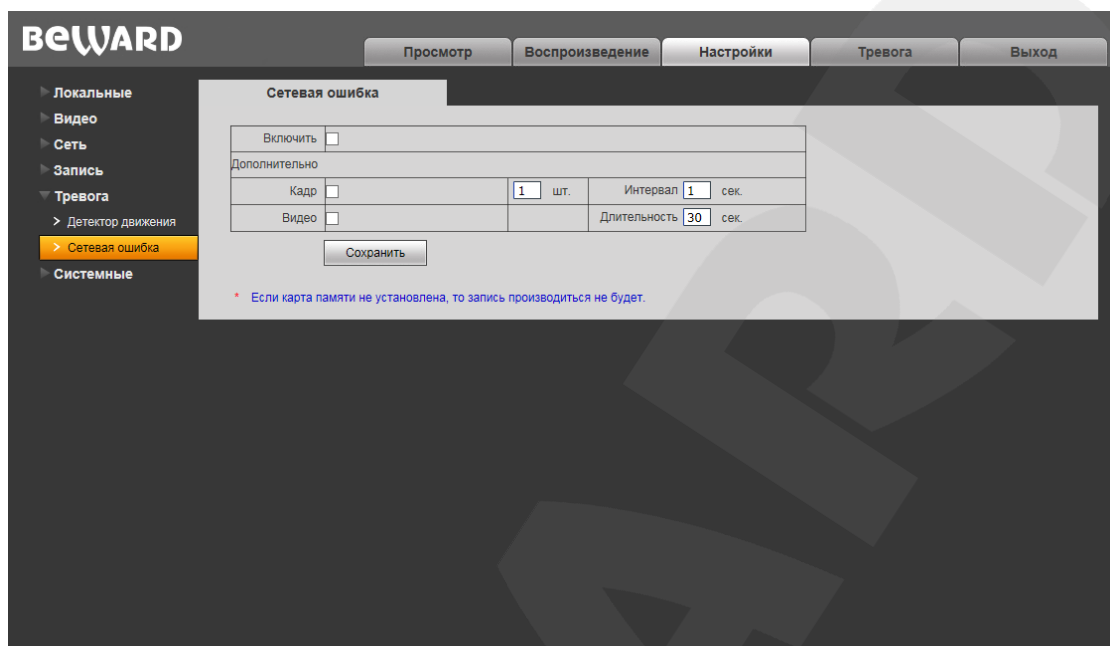 BEWARD
Просмотр Воспроизведение Настройки Тревога Выход
Локальные
Видео
Сеть
Запись
Тревога
> Детектор движения
> Сетевая ошибка
Системные
Сетевая ошибка
Включить
Дополнительно
Кадр 1 шт. Интервал 1 сек.
Видео Длительность 30 сек.
Сохранить
* Если карта памяти не установлена, то запись производиться не будет.